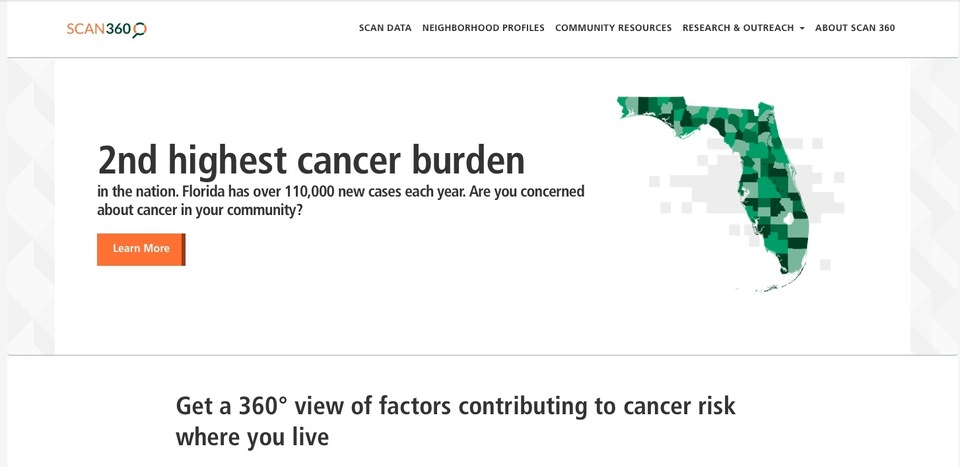 SCAN360
SCAN DATA NEIGHBORHOOD PROFILES COMMUNITY RESOURCES RESEARCH & OUTREACH ABOUT SCAN 360
2nd highest cancer burden
in the nation. Florida has over 110,000 new cases each year. Are you concerned
about cancer in your community?
Learn More
Get a 360° view of factors contributing to cancer risk
where you live